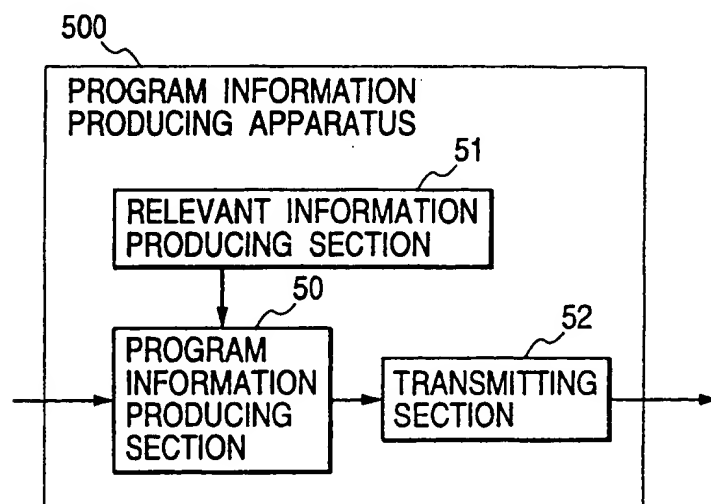 500
PROGRAM INFORMATION
PRODUCING APPARATUS
51
RELEVANT INFORMATION
PRODUCING SECTION
50
PROGRAM
INFORMATION
PRODUCING
SECTION
52
TRANSMITTING
SECTION